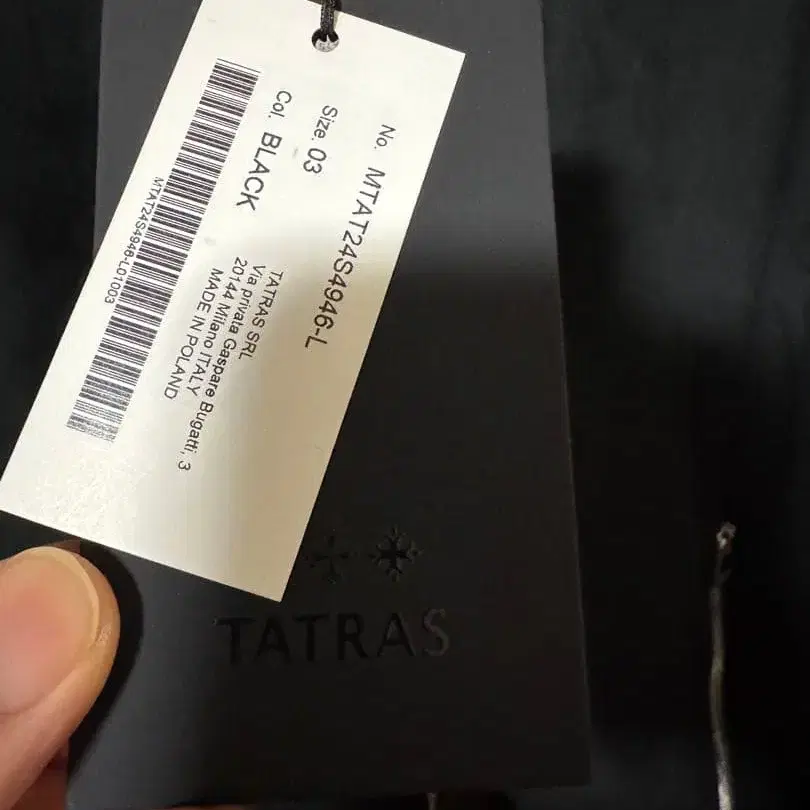 No. MTAT24S4946-L
Size. 03
Col. BLACK
TATRAS SRL
Via privata Gaspare Bugatti, 3
20144 Milano ITALY
MADE IN POLAND
MTAT24S4946-L01003
TATRAS